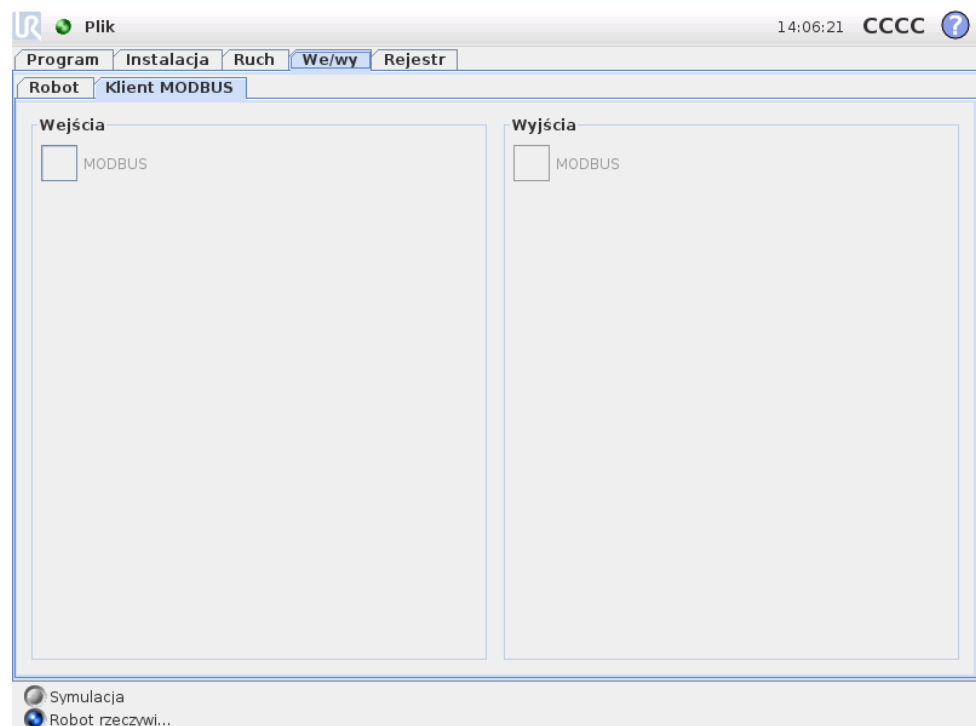 UR Plik 14:06:21 CCCC ?
Program Instalacja Ruch We/wy Rejestr
Robot Klient MODBUS
Wejścia Wyjścia
MODBUS MODBUS
Symulacja
Robot rzeczywi...